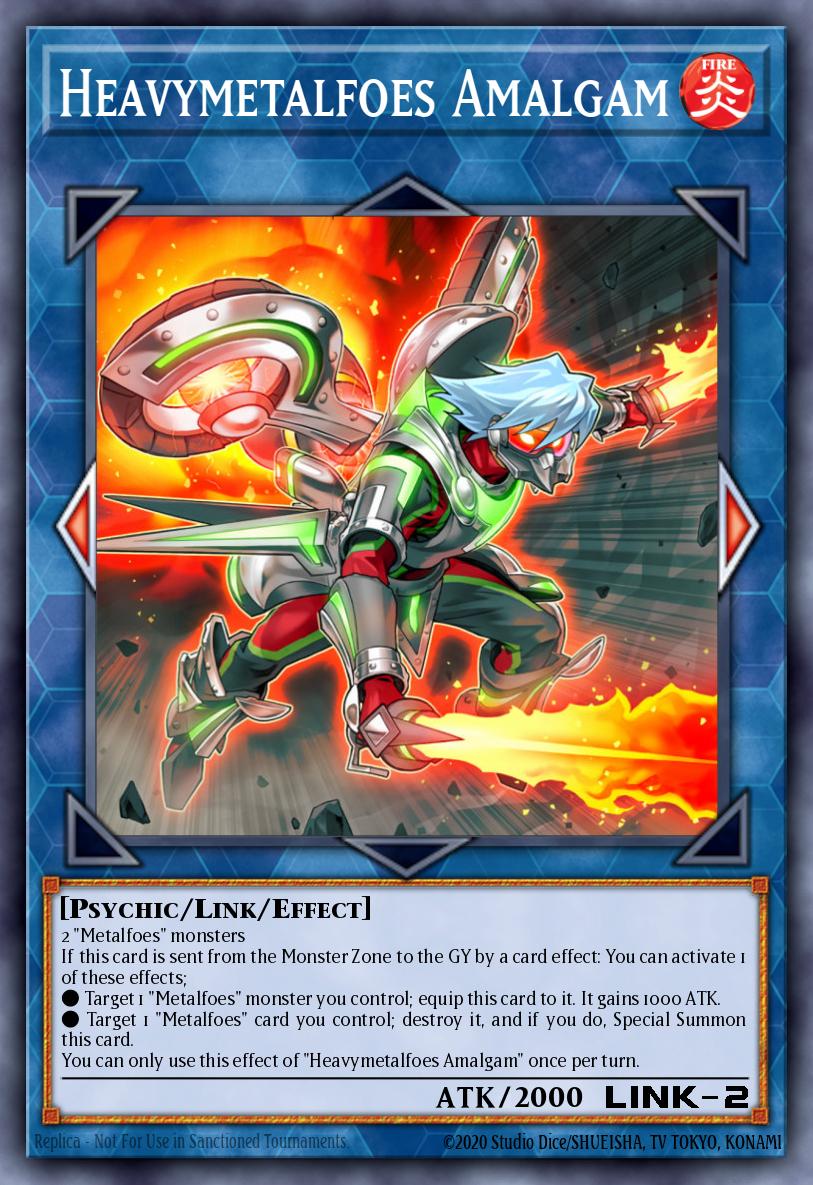 HEAVYMETALFOES AMALGAM
FIRE
炎
[PSYCHIC/LINK/EFFECT]
2 "Metalfoes" monsters
If this card is sent from the Monster Zone to the GY by a card effect: You can activate 1
of these effects;
● Target 1 "Metalfoes" monster you control; equip this card to it. It gains 1000 ATK.
● Target 1 "Metalfoes" card you control; destroy it, and if you do, Special Summon
this card.
You can only use this effect of "Heavymetalfoes Amalgam" once per turn.
ATK/2000 LINK-2
Replica - Not For Use in Sanctioned Tournaments. ©2020 Studio Dice/SHUEISHA, TV TOKYO, KONAMI